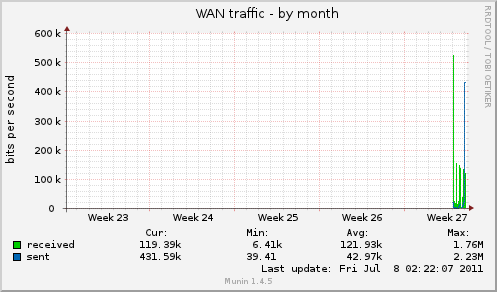 WAN traffic - by month
RRDTOOL / TOBI OETIKER
bits per second
600 k
500 k
400 k
300 k
200 k
100 k
0
Week 23 Week 24 Week 25 Week 26 Week 27
Cur: Min: Avg: Max:
received 119.39k 6.41k 121.93k 1.76M
sent 431.59k 39.41 42.97k 2.23M
Last update: Fri Jul 8 02:22:07 2011
Munin 1.4.5